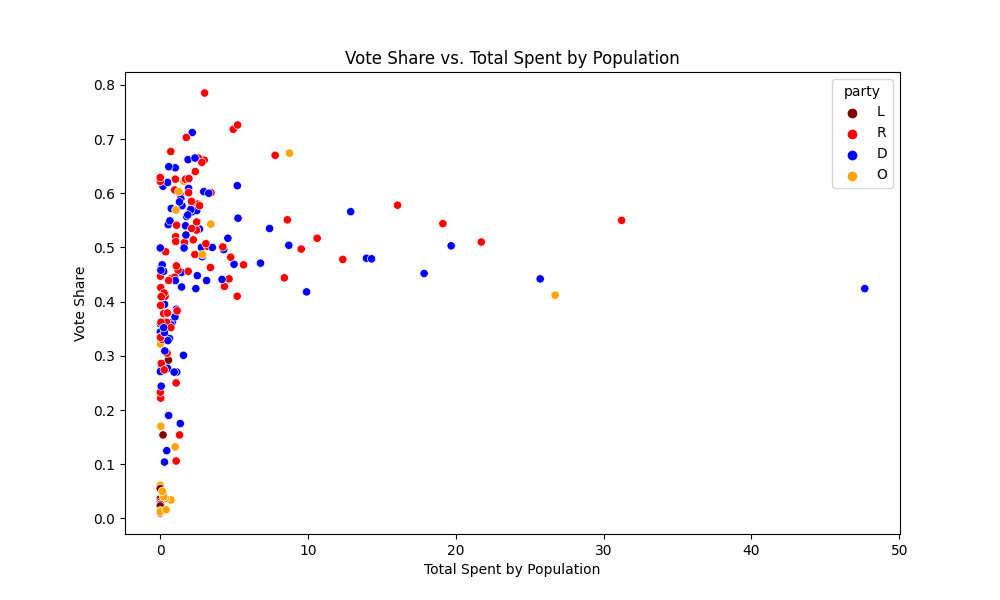 Vote Share vs. Total Spent by Population
party
L
R
D
O
0.8
0.7
0.6
0.5
0.4
0.3
0.2
0.1
0.0
Vote Share
0 10 20 30 40 50
Total Spent by Population